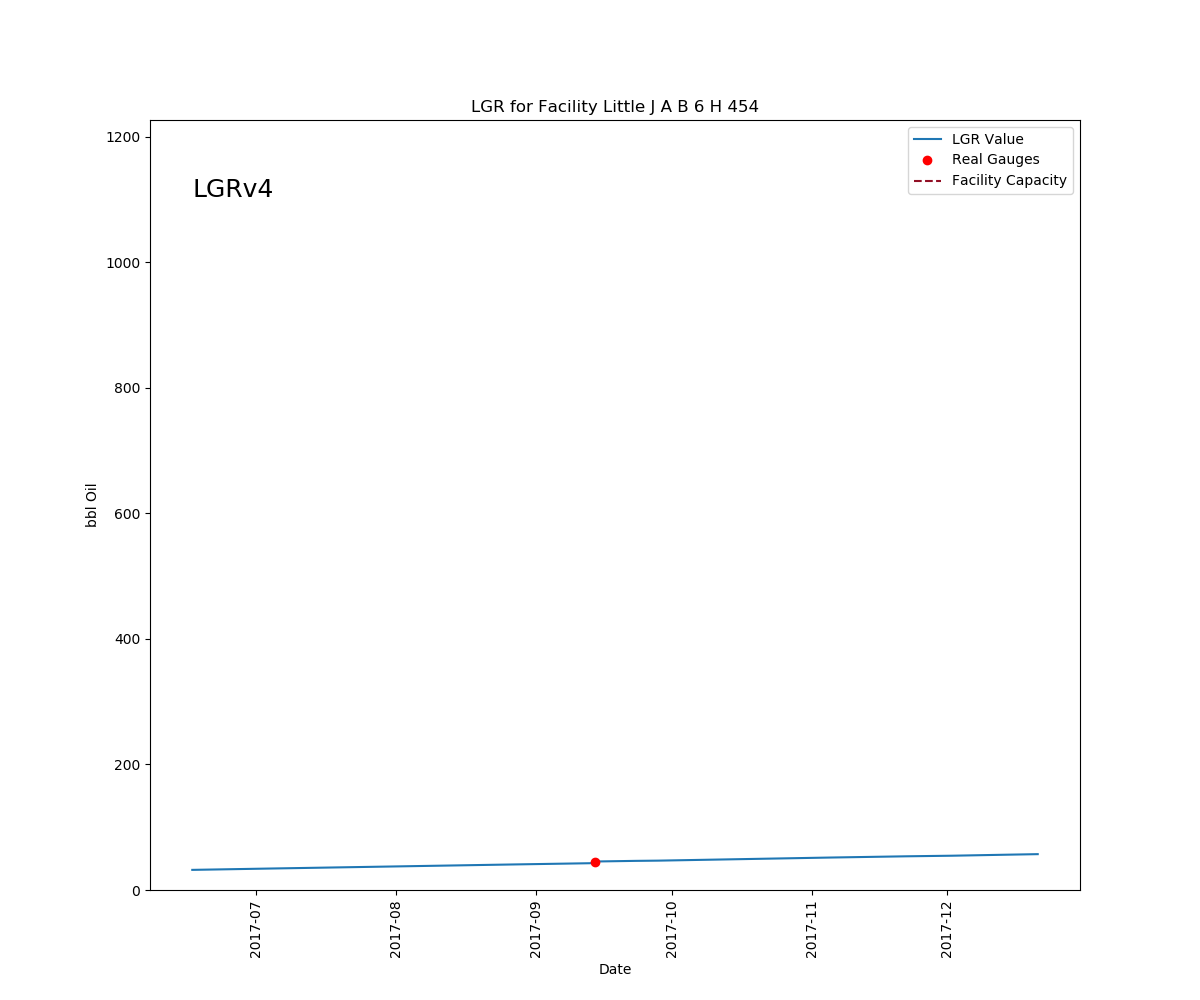 LGR for Facility Little J A B 6 H 454
1200
1000
800
600
400
200
0
bbl Oil
LGRv4
LGR Value
Real Gauges
Facility Capacity
2017-07
2017-08
2017-09
2017-10
2017-11
2017-12
Date